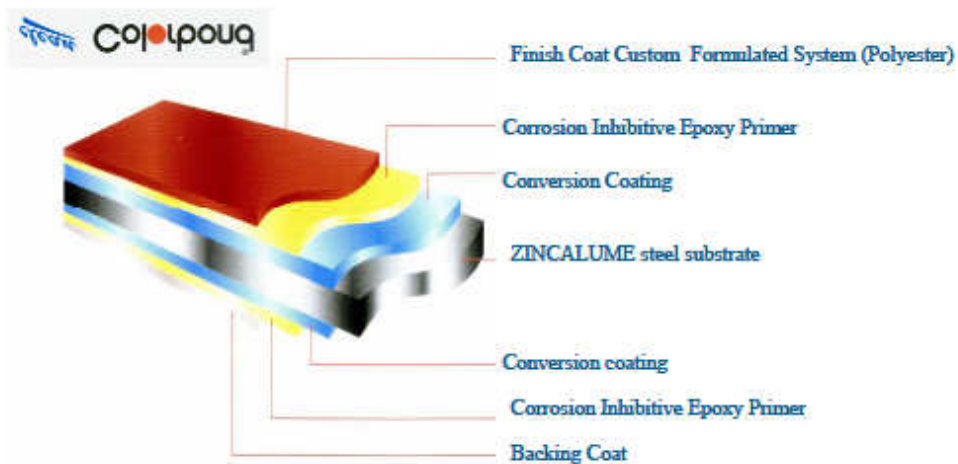 Colorbond
Finish Coat Custom Formulated System (Polyester)
Corrosion Inhibitive Epoxy Primer
Conversion Coating
ZINCALUME steel substrate
Conversion coating
Corrosion Inhibitive Epoxy Primer
Backing Coat